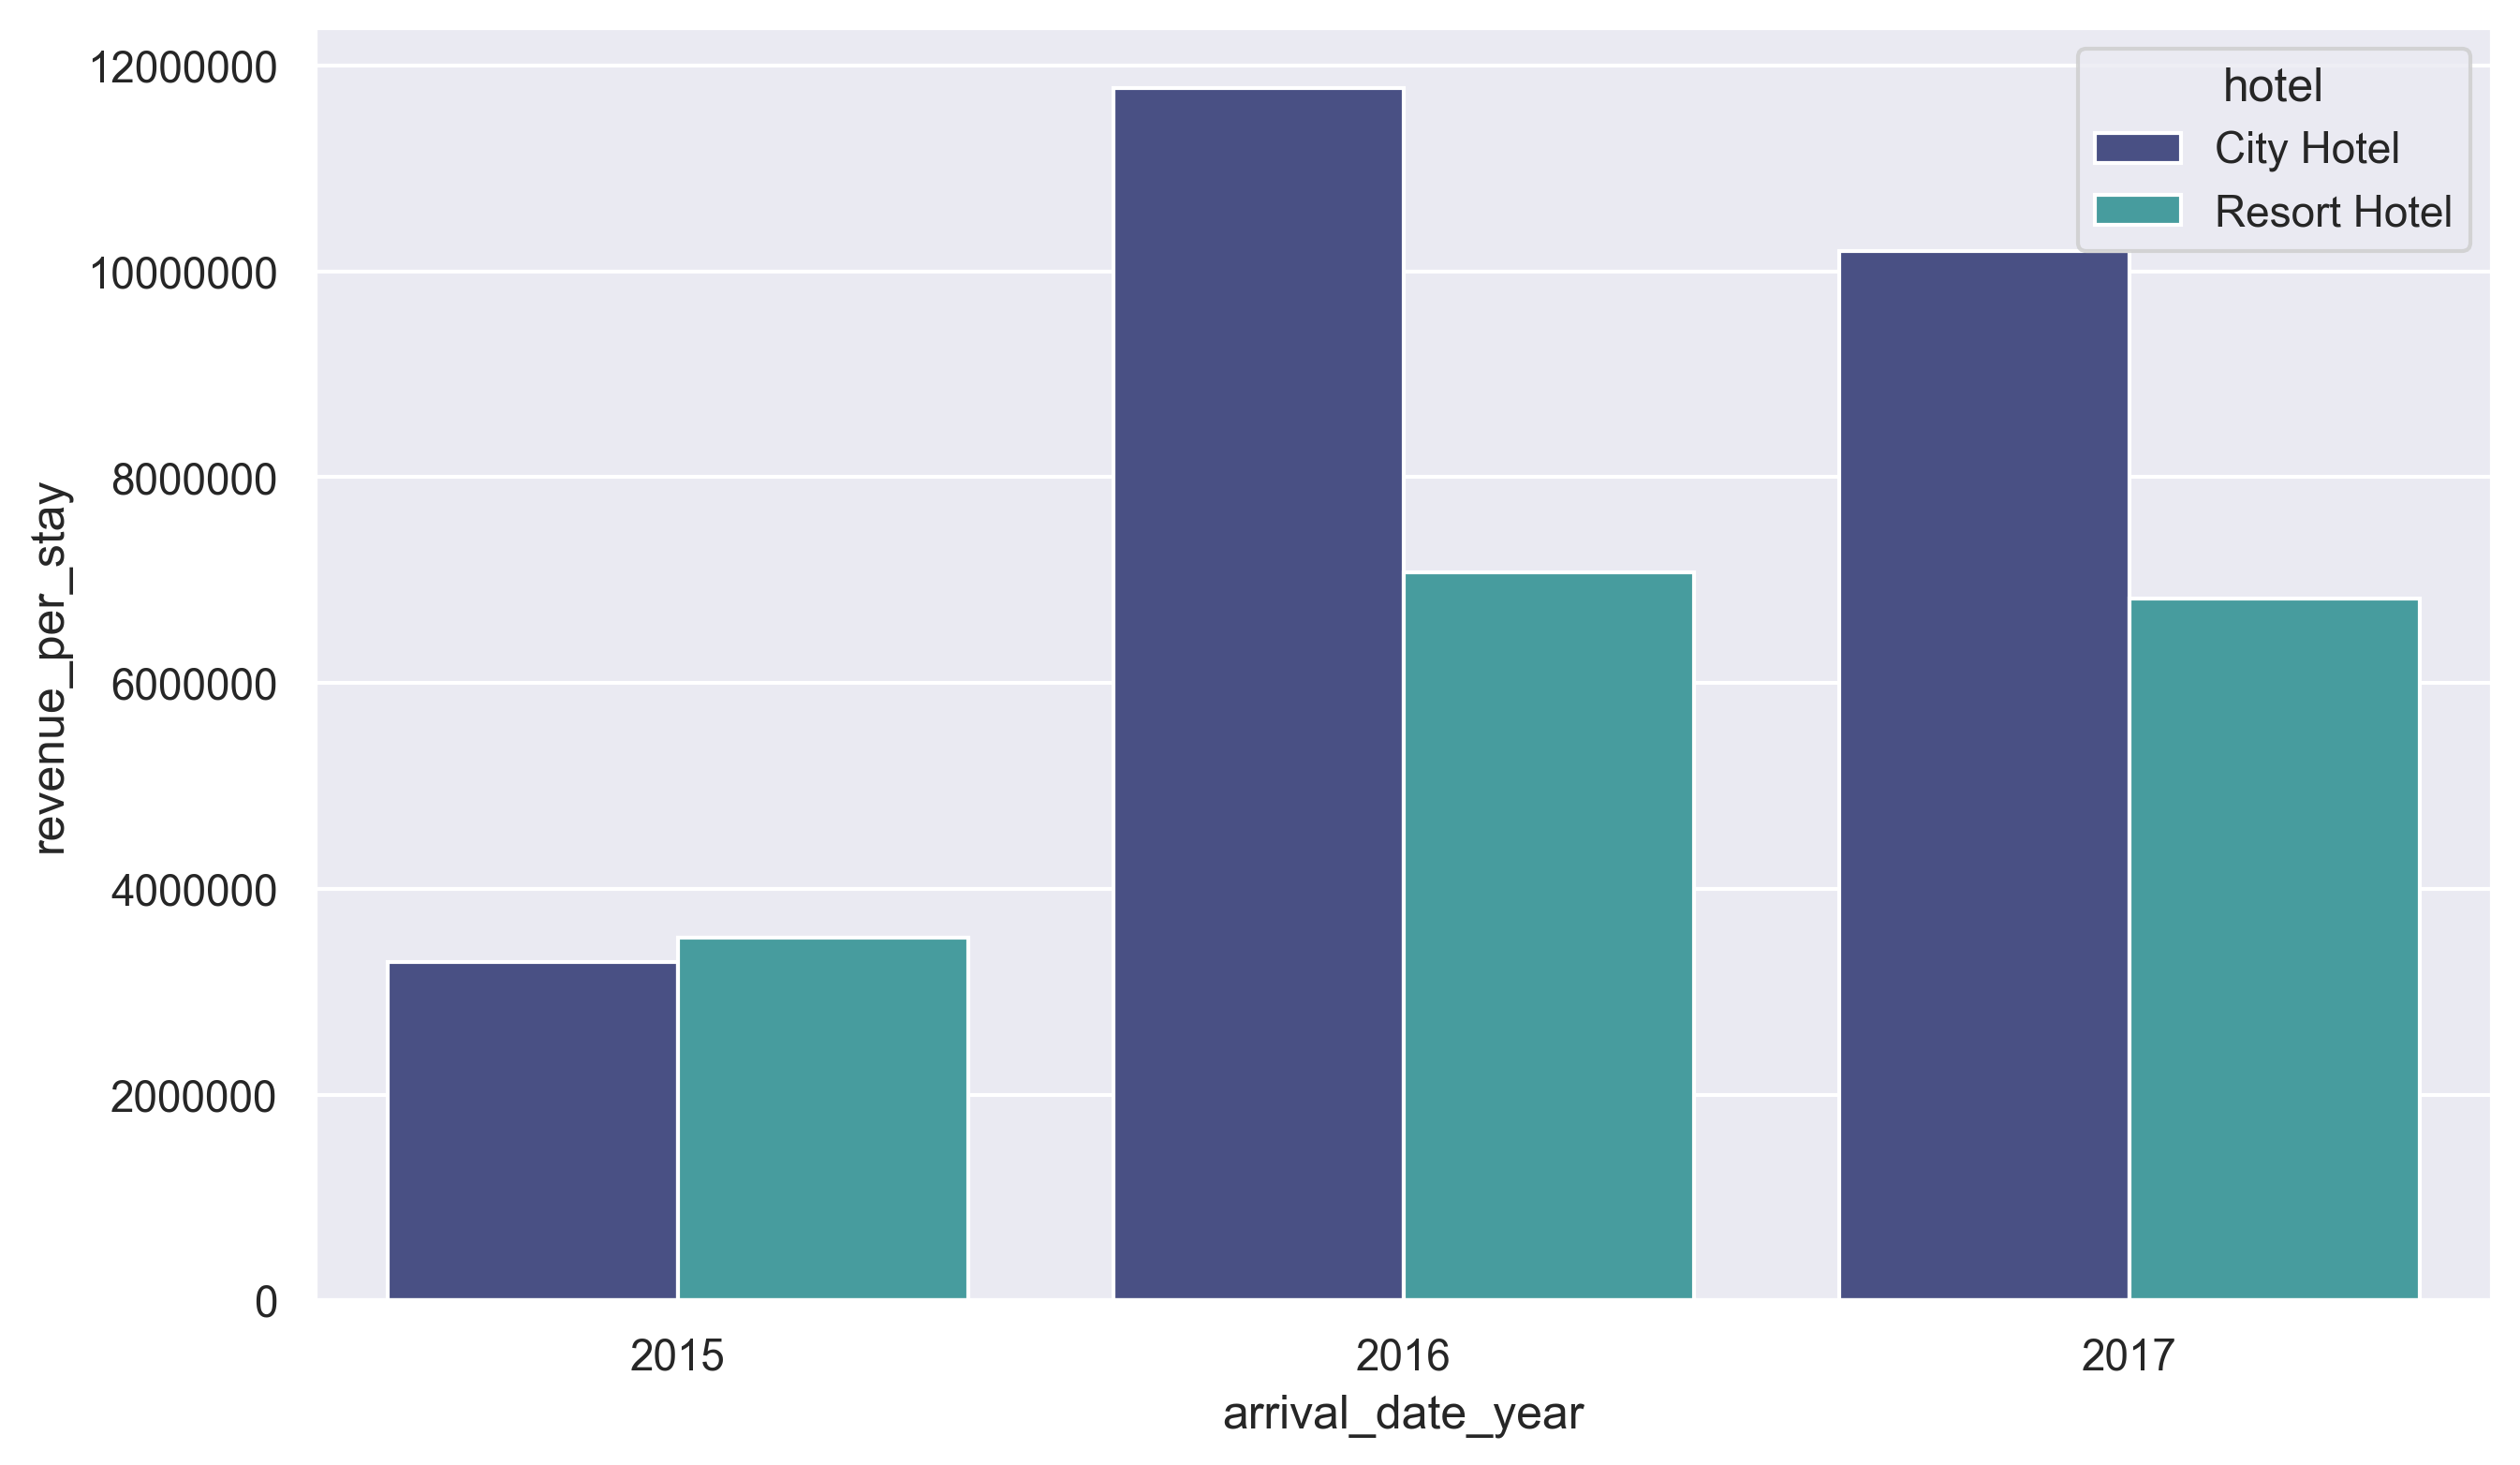 revenue_per_stay
12000000
10000000
8000000
6000000
4000000
2000000
0
hotel
City Hotel
Resort Hotel
2015
2016
2017
arrival_date_year